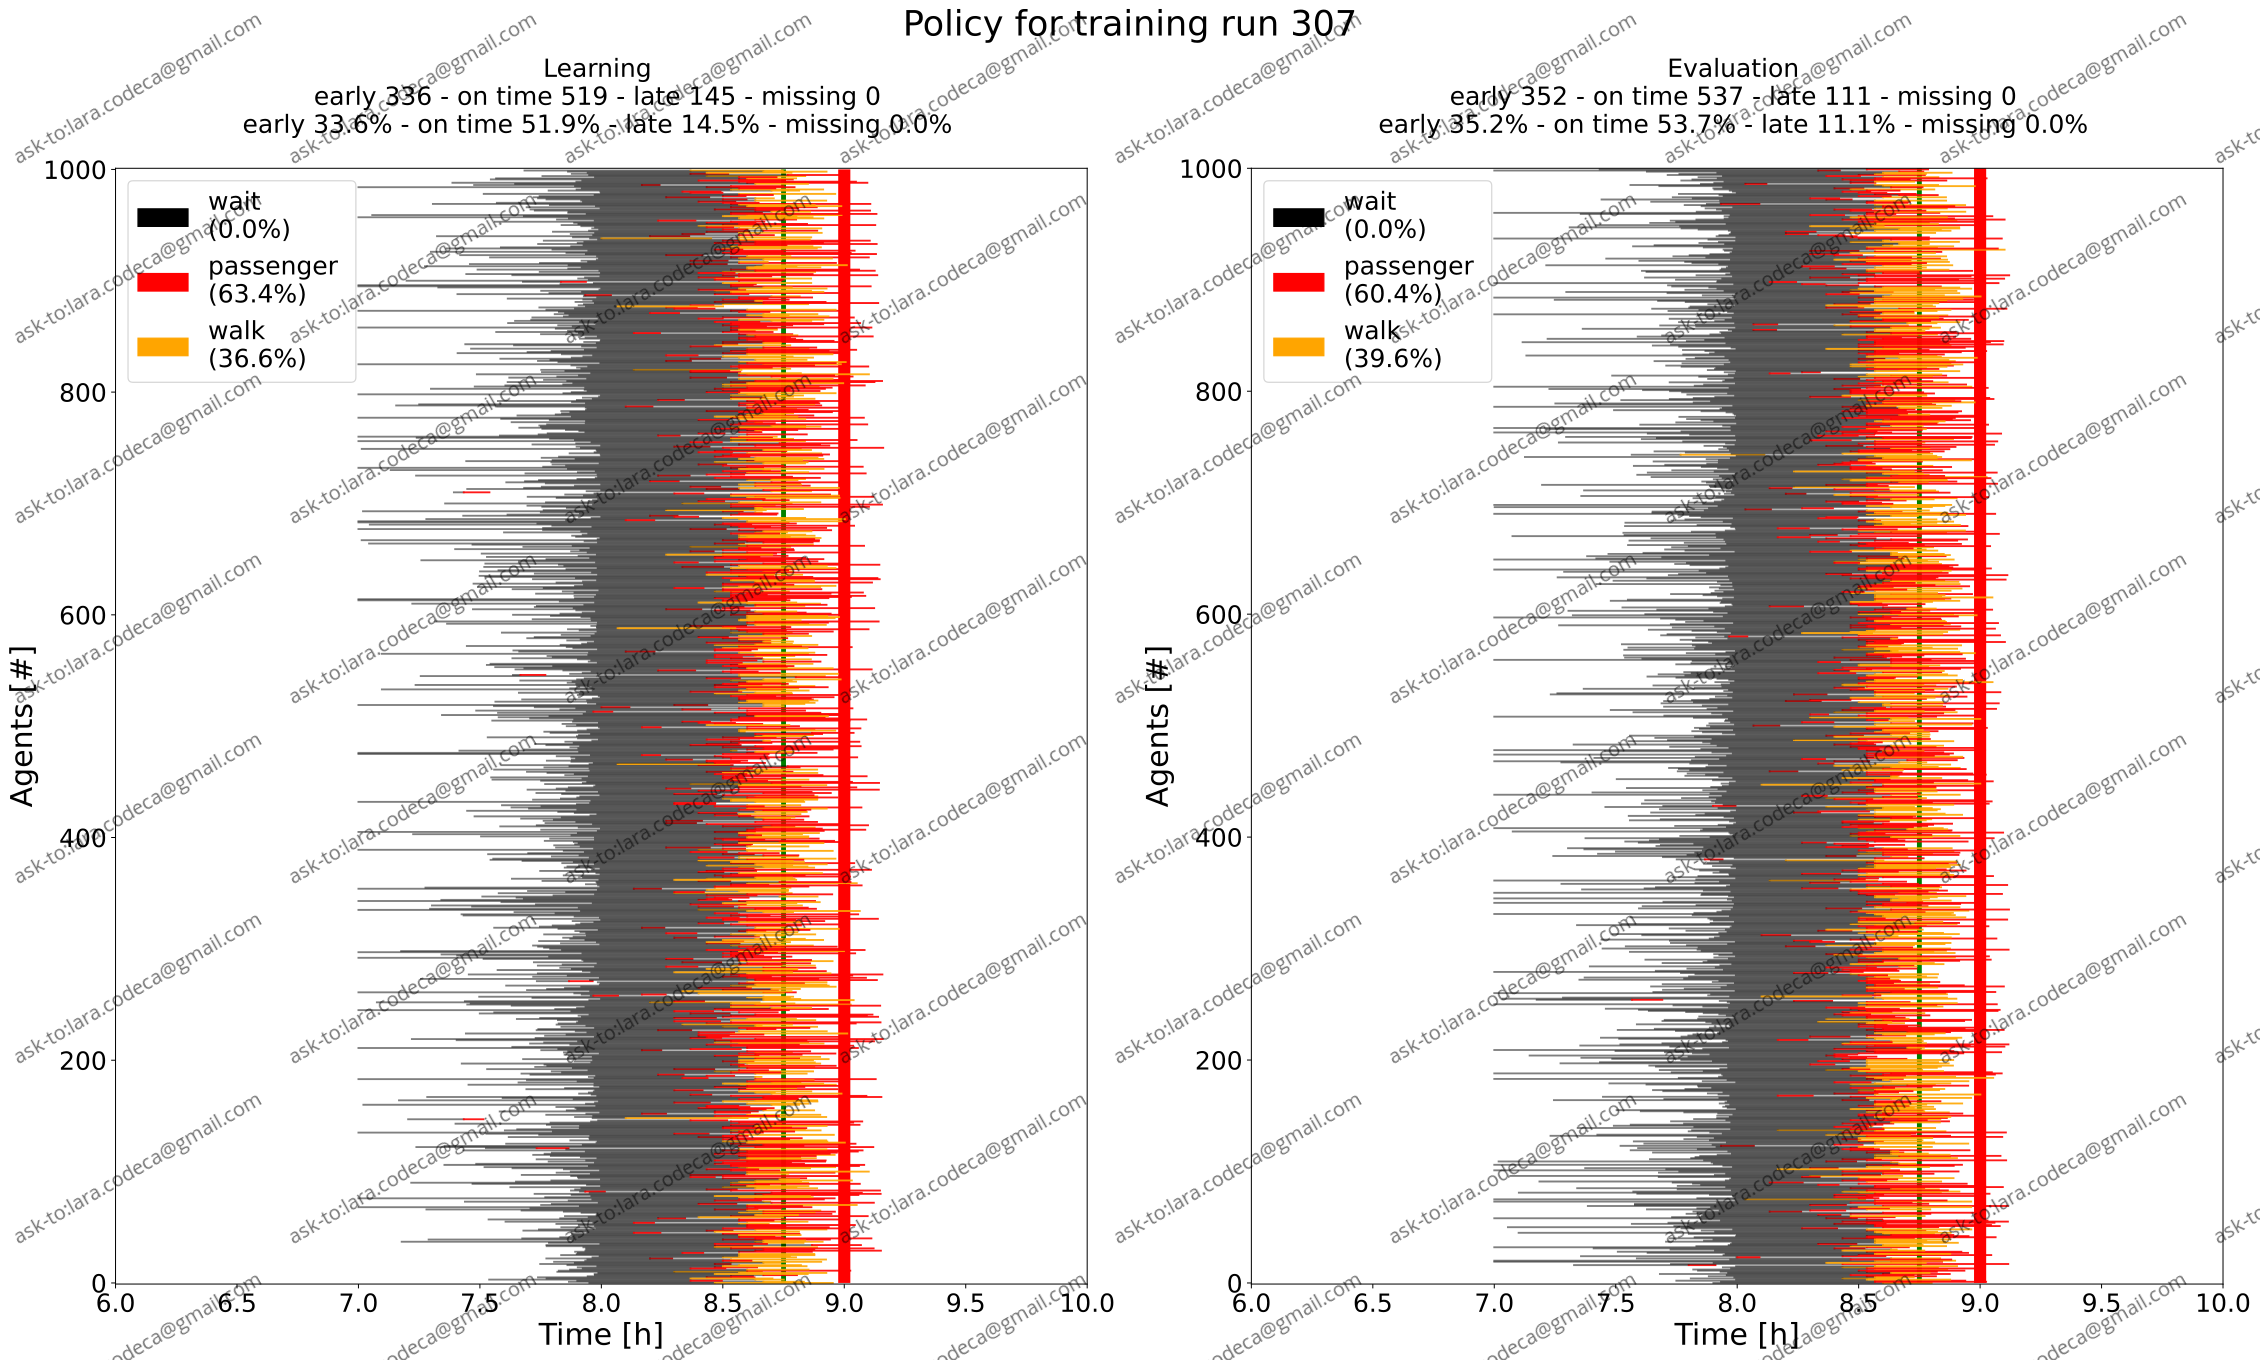 Policy for training run 307
Learning
early 336 - on time 519 - late 145 - missing 0
early 33.6% - on time 51.9% - late 14.5% - missing 0.0%
1000
800
600
400
200
0
Agents [#]
wait
(0.0%)
passenger
(63.4%)
walk
(36.6%)
6.0 6.5 7.0 7.5 8.0 8.5 9.0 9.5 10.0
Time [h]
Evaluation
early 352 - on time 537 - late 111 - missing 0
early 35.2% - on time 53.7% - late 11.1% - missing 0.0%
1000
800
600
400
200
0
Agents [#]
wait
(0.0%)
passenger
(60.4%)
walk
(39.6%)
6.0 6.5 7.0 7.5 8.0 8.5 9.0 9.5 10.0
Time [h]
ask-to:lara.codeca@gmail.com